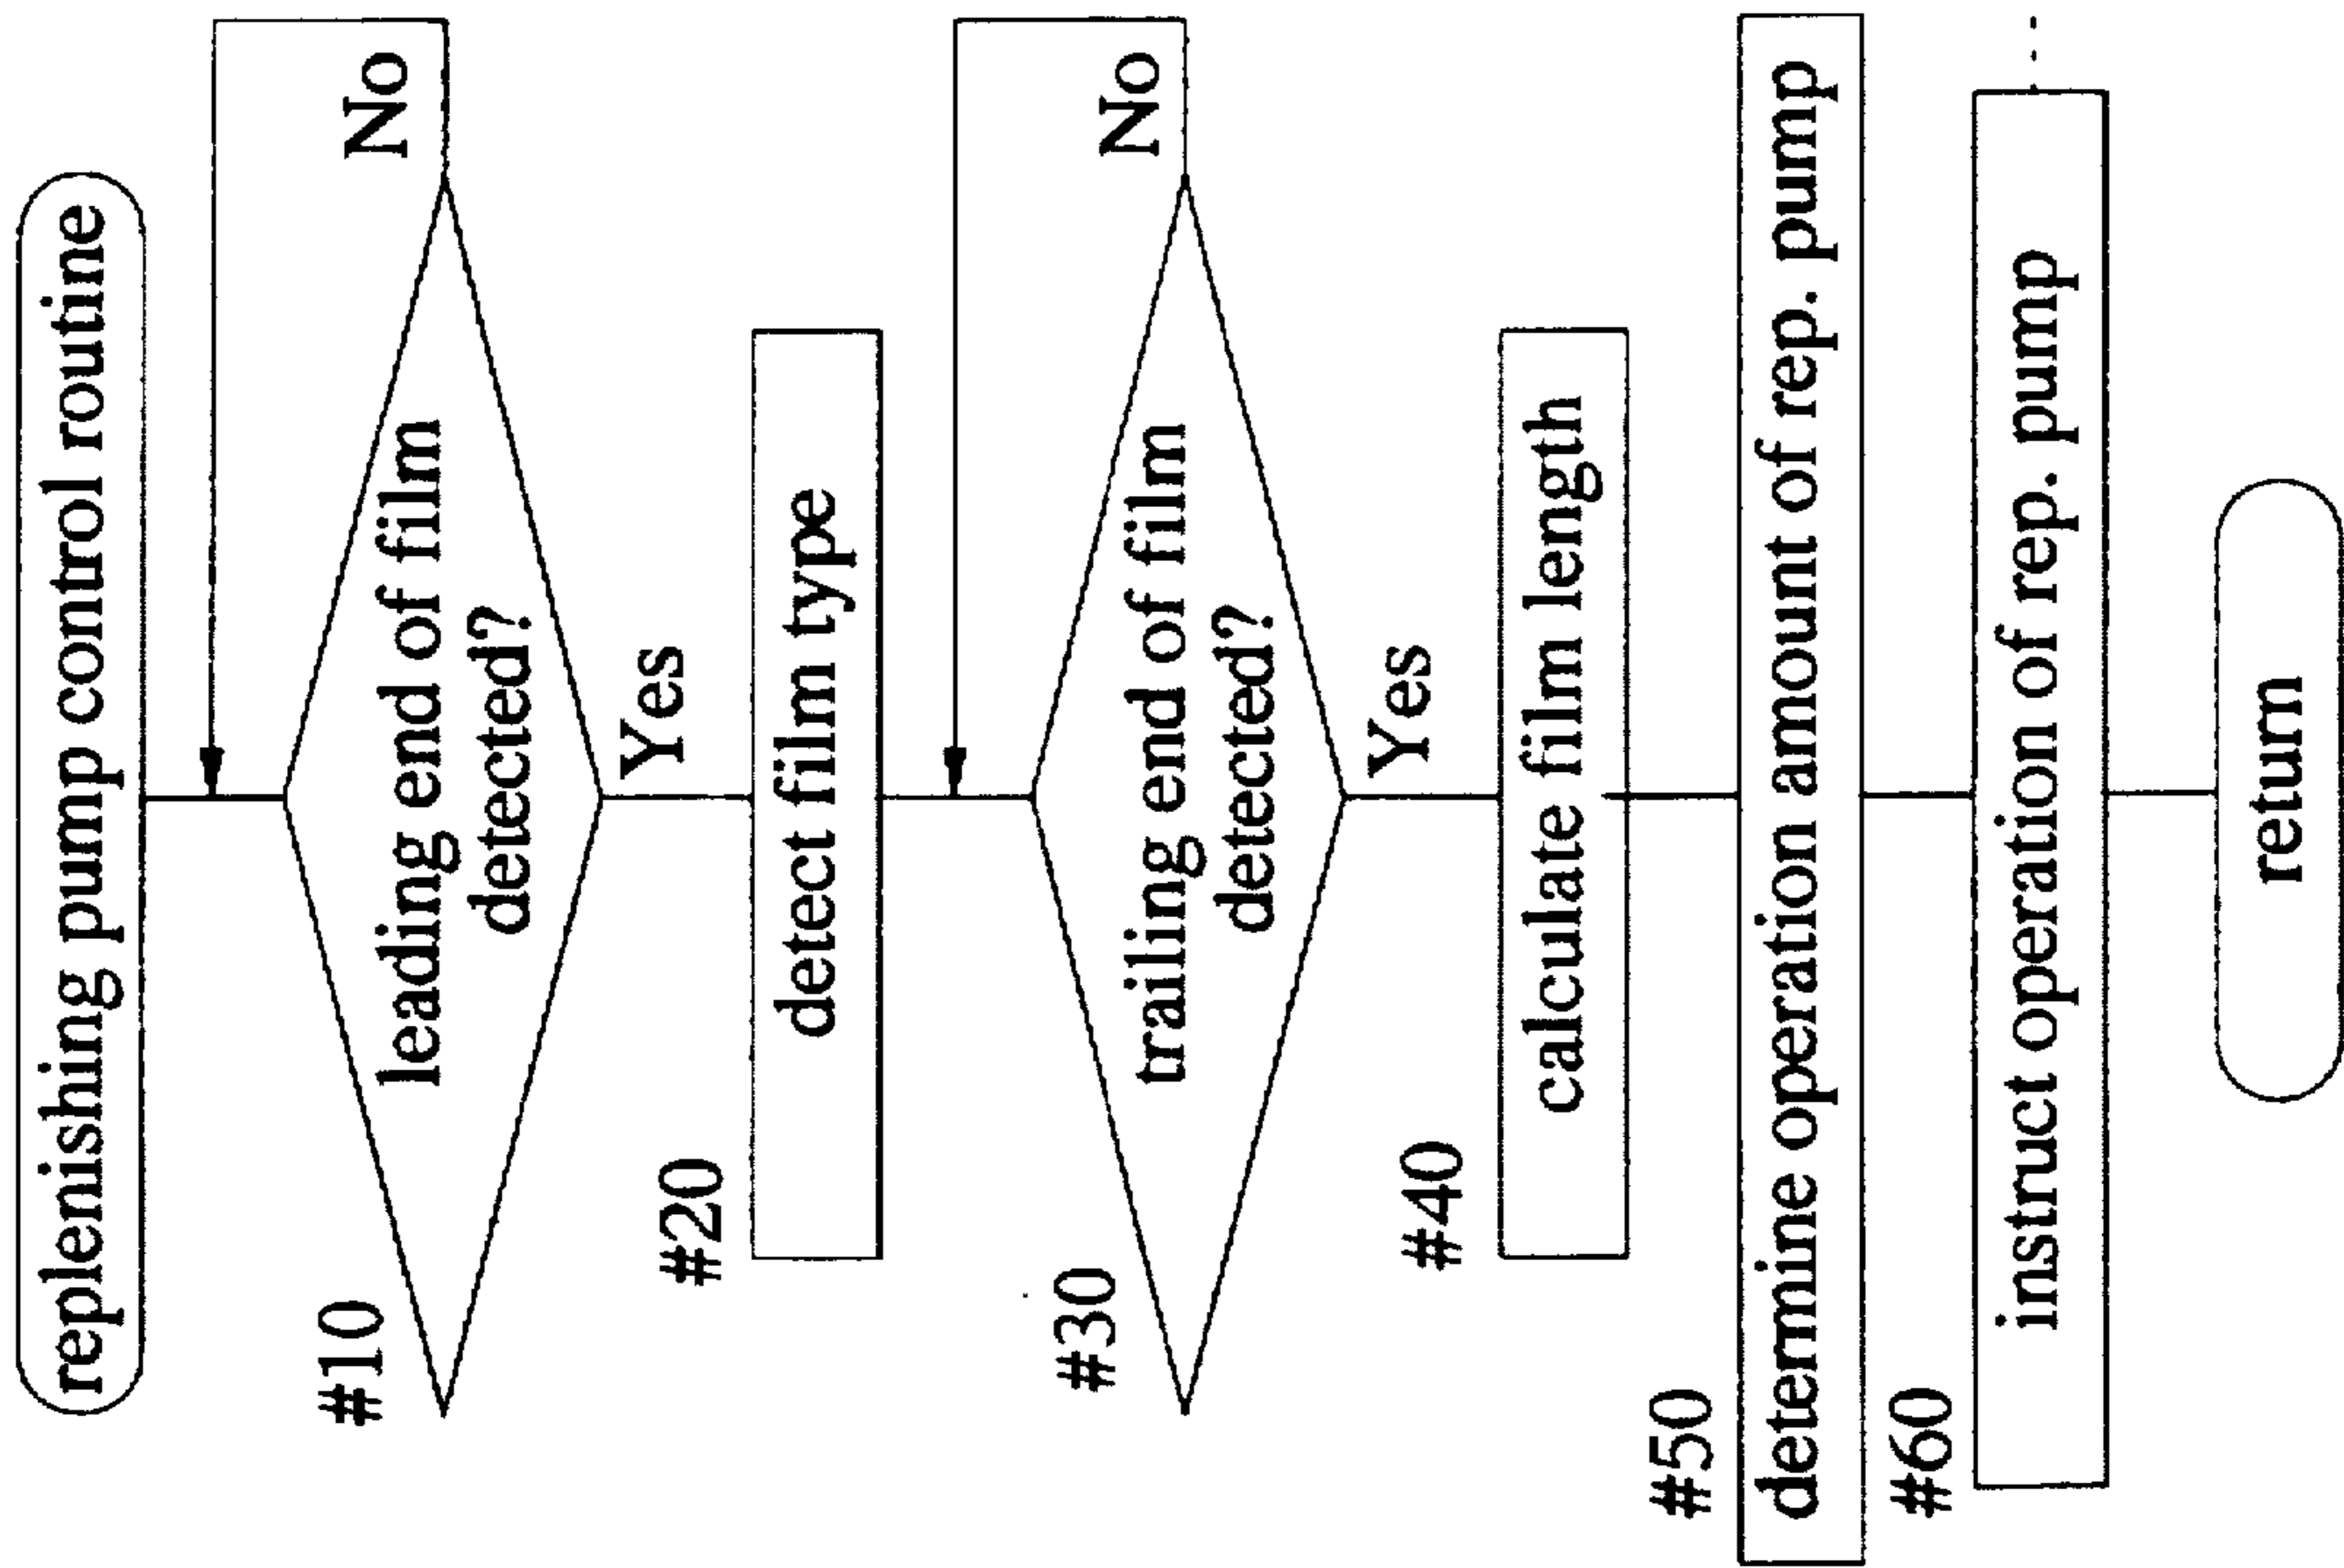 replenishing pump control routine
#10
leading end of film
detected?
No
Yes
#20
detect film type
#30
trailing end of film
detected?
No
Yes
#40
calculate film length
#50
determine operation amount of rep. pump
#60
instruct operation of rep. pump
return